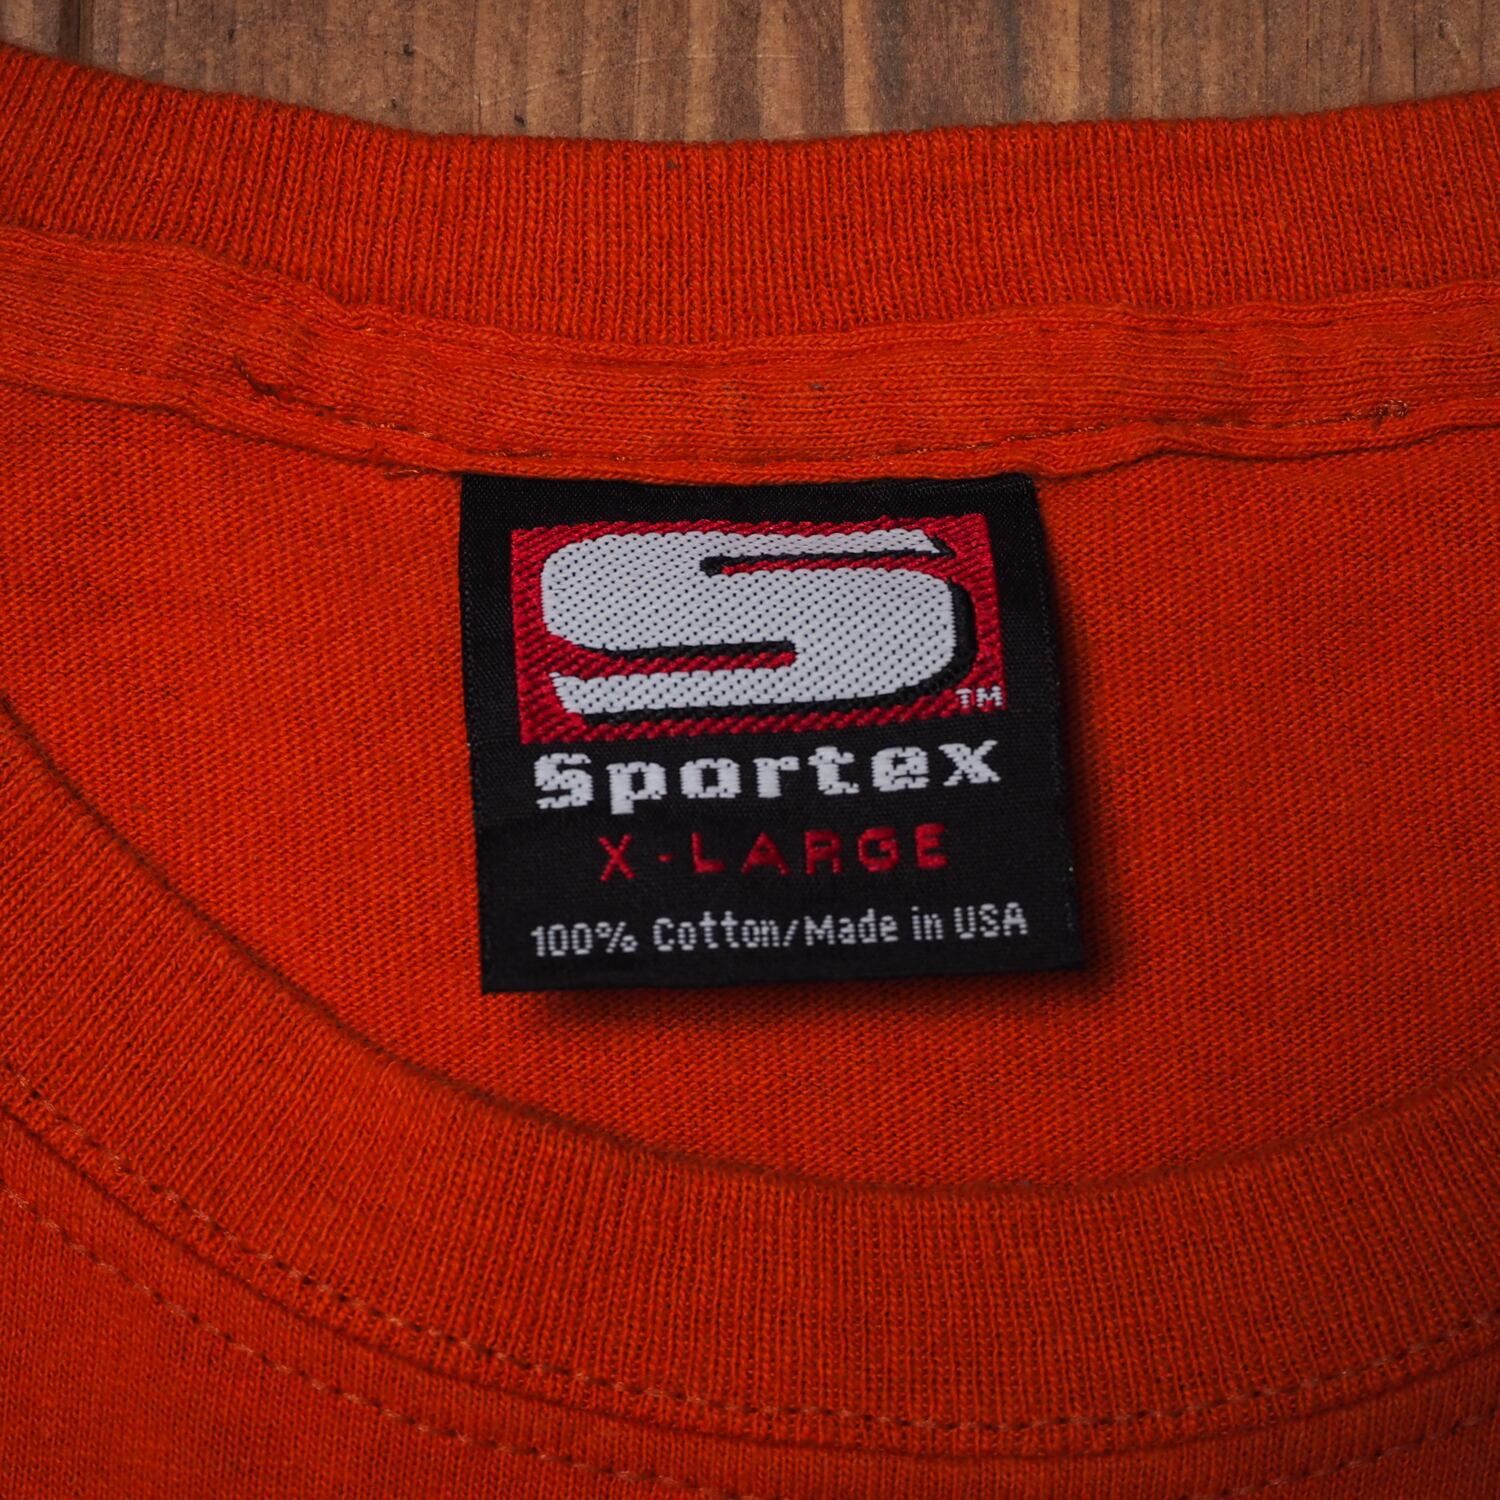 S
TM
Sportex
X-LARGE
100% Cotton/Made in USA